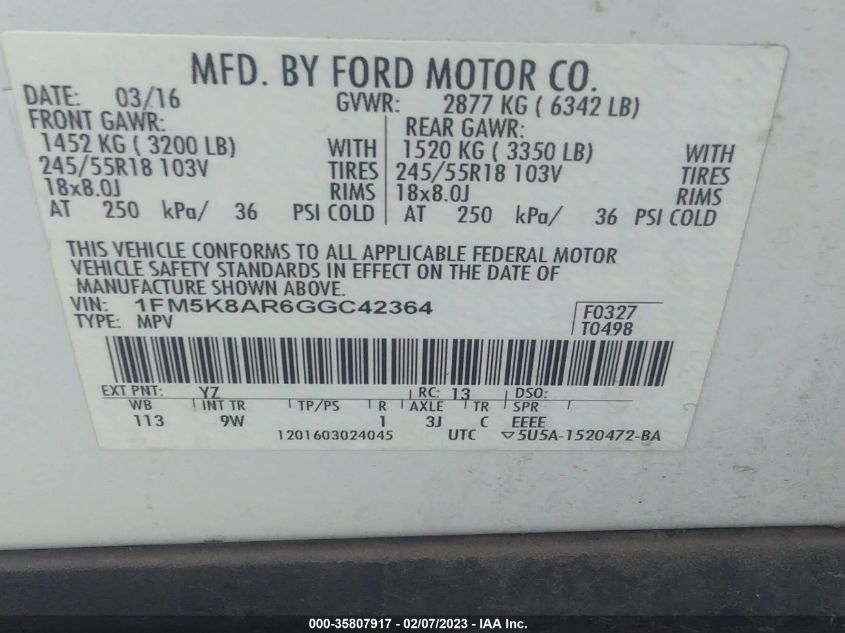 MFD. BY FORD MOTOR CO.
DATE: 03/16 GVWR: 2877 KG ( 6342 LB)
FRONT GAWR: REAR GAWR:
1452 KG ( 3200 LB) WITH 1520 KG ( 3350 LB) WITH
245/55R18 103V TIRES 245/55R18 103V TIRES
18x8.0J RIMS 18x8.0J RIMS
AT 250 kPa/ 36 PSI COLD AT 250 kPa/ 36 PSI COLD
THIS VEHICLE CONFORMS TO ALL APPLICABLE FEDERAL MOTOR
VEHICLE SAFETY STANDARDS IN EFFECT ON THE DATE OF
MANUFACTURE SHOWN ABOVE.
VIN: 1FM5K8AR6GGC42364 F0327
TYPE: MPV T0498
EXT PNT: YZ RC: 13 DSO:
WB INT TR TP/PS R AXLE TR SPR
113 9W 1 3J C EEEE
1201603024045 UTC ▽5U5A-1520472-BA
000-35807917 - 02/07/2023 - 1 OF 1 - IAA Inc.